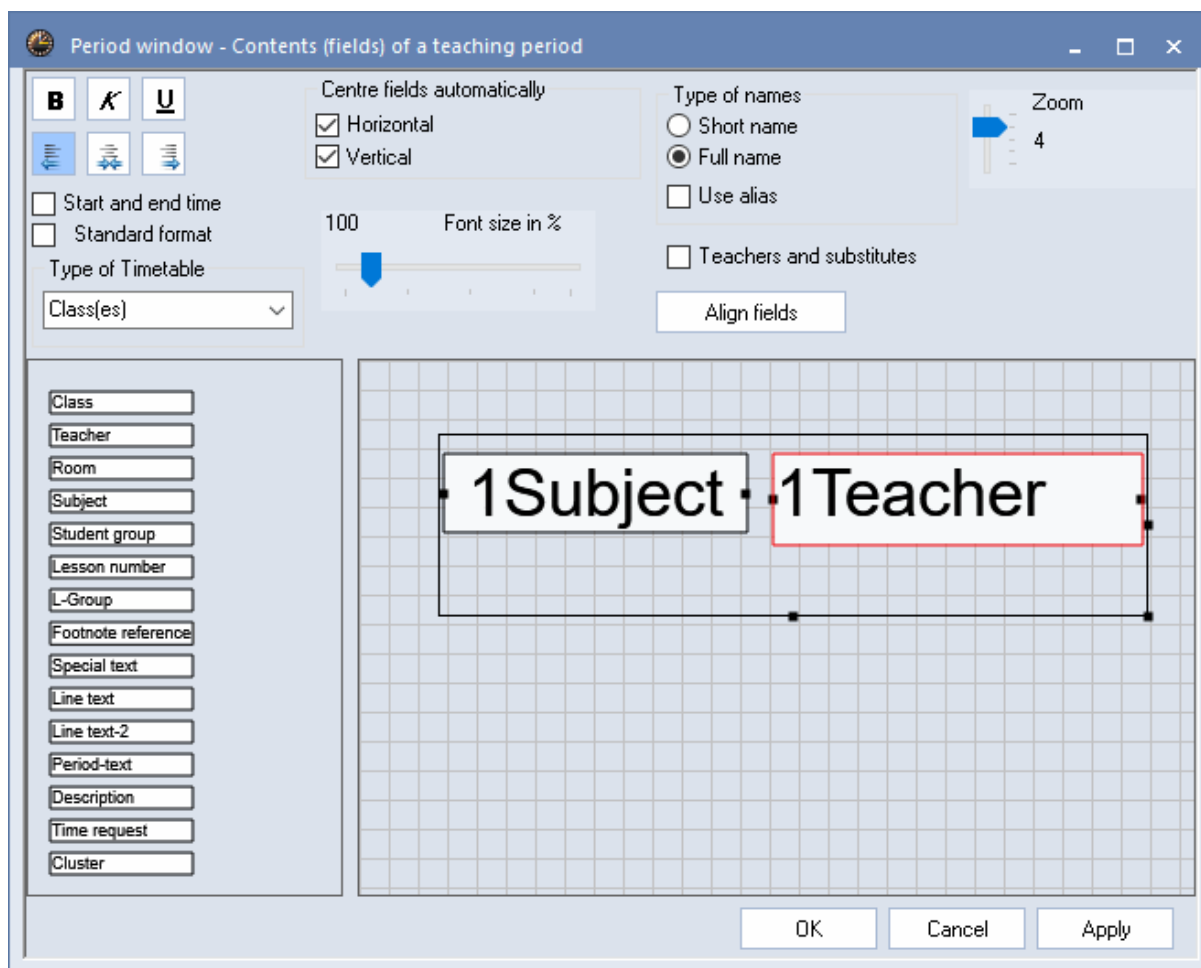 Period window - Contents (fields) of a teaching period
B K U
Centre fields automatically
Horizontal
Vertical
Type of names
Short name
Full name
Use alias
Zoom
4
Start and end time
Standard format
100 Font size in %
Teachers and substitutes
Type of Timetable
Class(es)
Align fields
Class
Teacher
Room
Subject
Student group
Lesson number
L-Group
Footnote reference
Special text
Line text
Line text-2
Period-text
Description
Time request
Cluster
1Subject 1Teacher
OK Cancel Apply